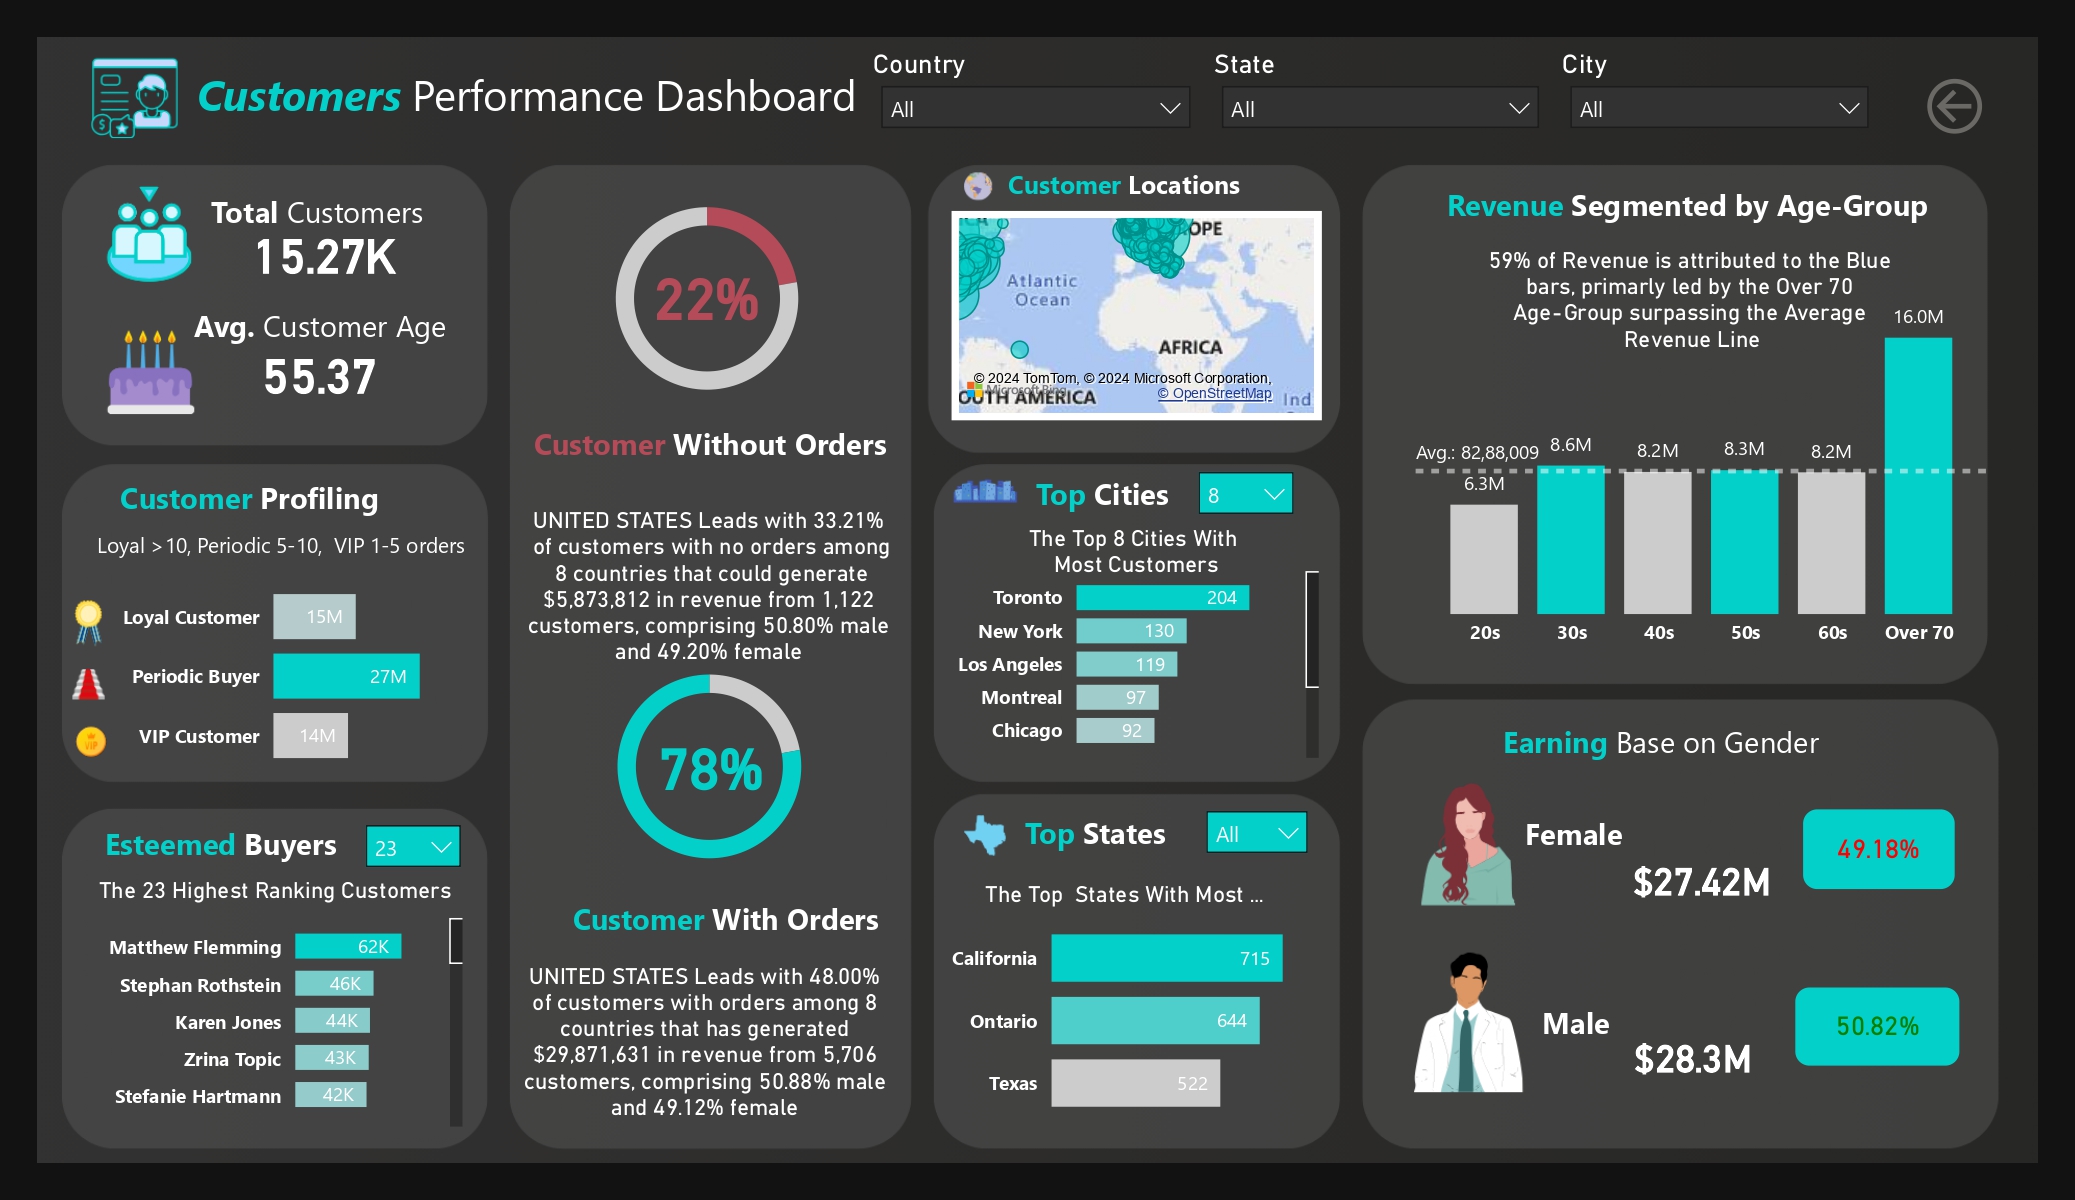 Customers Performance Dashboard
Country
All
State
All
City
All
Total Customers
15.27K
Avg. Customer Age
55.37
Customer Profiling
Loyal >10, Periodic 5-10, VIP 1-5 orders
Loyal Customer 15M
Periodic Buyer 27M
VIP Customer 14M
VIP
Esteemed Buyers 23
The 23 Highest Ranking Customers
Matthew Flemming 62K
Stephan Rothstein 46K
Karen Jones 44K
Zrina Topic 43K
Stefanie Hartmann 42K
22%
Customer Without Orders
UNITED STATES Leads with 33.21%
of customers with no orders among
8 countries that could generate
$5,873,812 in revenue from 1,122
customers, comprising 50.80% male
and 49.20% female
78%
Customer With Orders
UNITED STATES Leads with 48.00%
of customers with orders among 8
countries that has generated
$29,871,631 in revenue from 5,706
customers, comprising 50.88% male
and 49.12% female
Customer Locations
OPE
Atlantic
Ocean
AFRICA
© 2024 TomTom, © 2024 Microsoft Corporation,
© OpenStreetMap
Microsoft Bing
OUTH AMERICA
Ind
Top Cities 8
The Top 8 Cities With
Most Customers
Toronto 204
New York 130
Los Angeles 119
Montreal 97
Chicago 92
Top States All
The Top States With Most ...
California 715
Ontario 644
Texas 522
Revenue Segmented by Age-Group
59% of Revenue is attributed to the Blue
bars, primarily led by the Over 70
Age-Group surpassing the Average
Revenue Line
16.0M
Avg.: 82,88,009 8.6M 8.2M 8.3M 8.2M
6.3M
20s 30s 40s 50s 60s Over 70
Earning Base on Gender
Female
$27.42M
49.18%
Male
$28.3M
50.82%